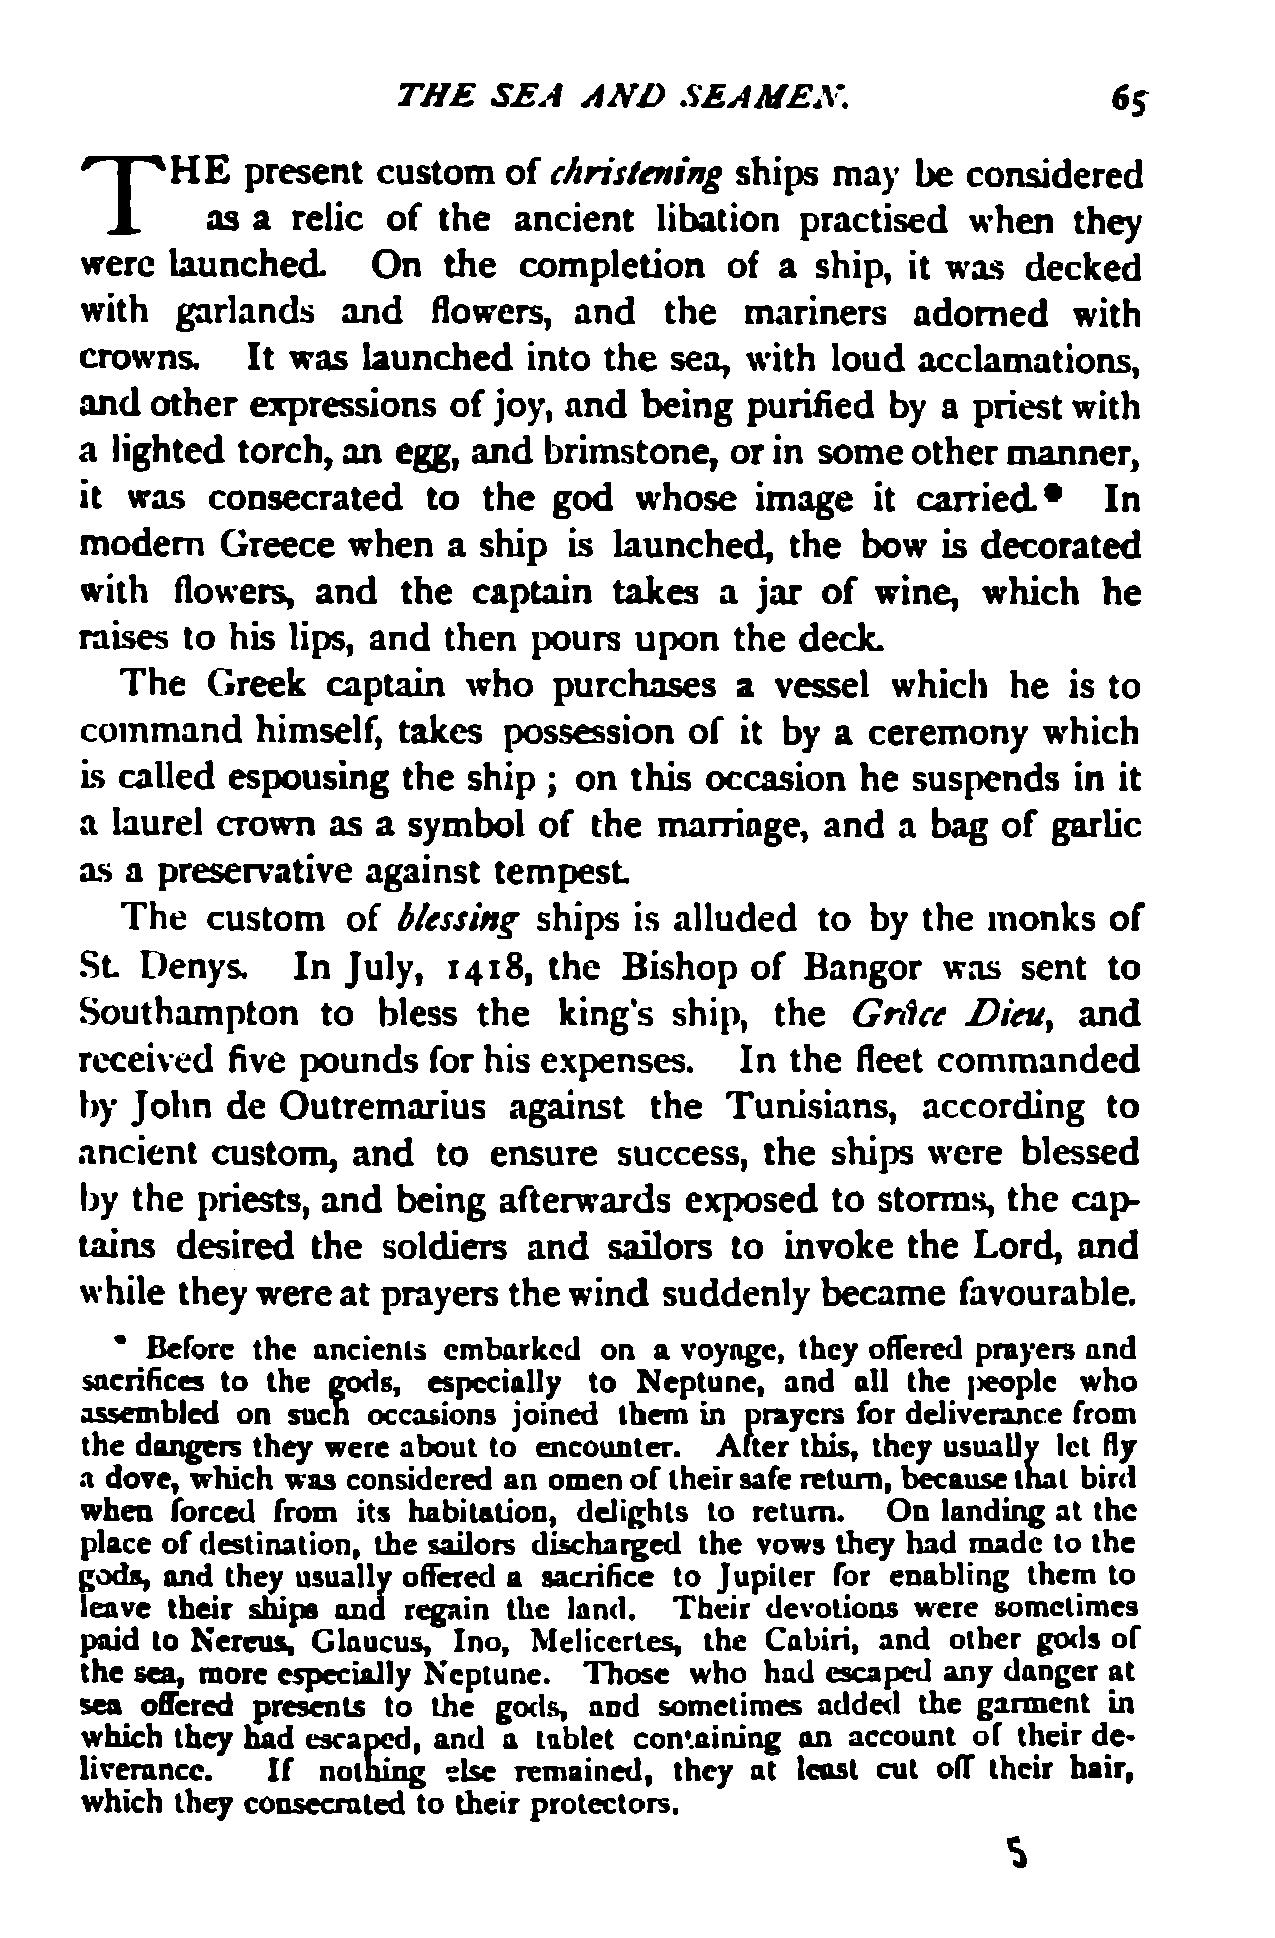 THE SEA AND SEAMEN. 65
THE present custom of christening ships may be considered
as a relic of the ancient libation practised when they
were launched. On the completion of a ship, it was decked
with garlands and flowers, and the mariners adorned with
crowns. It was launched into the sea, with loud acclamations,
and other expressions of joy, and being purified by a priest with
a lighted torch, an egg, and brimstone, or in some other manner,
it was consecrated to the god whose image it carried.* In
modern Greece when a ship is launched, the bow is decorated
with flowers, and the captain takes a jar of wine, which he
raises to his lips, and then pours upon the deck.
The Greek captain who purchases a vessel which he is to
command himself, takes possession of it by a ceremony which
is called espousing the ship ; on this occasion he suspends in it
a laurel crown as a symbol of the marriage, and a bag of garlic
as a preservative against tempest.
The custom of blessing ships is alluded to by the monks of
St. Denys. In July, 1418, the Bishop of Bangor was sent to
Southampton to bless the king's ship, the Grâce Dieu, and
received five pounds for his expenses. In the fleet commanded
by John de Outremarius against the Tunisians, according to
ancient custom, and to ensure success, the ships were blessed
by the priests, and being afterwards exposed to storms, the cap-
tains desired the soldiers and sailors to invoke the Lord, and
while they were at prayers the wind suddenly became favourable.
* Before the ancients embarked on a voyage, they offered prayers and
sacrifices to the gods, especially to Neptune, and all the people who
assembled on such occasions joined them in prayers for deliverance from
the dangers they were about to encounter. After this, they usually let fly
a dove, which was considered an omen of their safe return, because that bird
when forced from its habitation, delights to return. On landing at the
place of destination, the sailors discharged the vows they had made to the
gods, and they usually offered a sacrifice to Jupiter for enabling them to
leave their ships and regain the land. Their devotions were sometimes
paid to Nereus, Glaucus, Ino, Melicertes, the Cabiri, and other gods of
the sea, more especially Neptune. Those who had escaped any danger at
sea offered presents to the gods, and sometimes added the garment in
which they had escaped, and a tablet containing an account of their de-
liverance. If nothing else remained, they at least cut off their hair,
which they consecrated to their protectors.
5